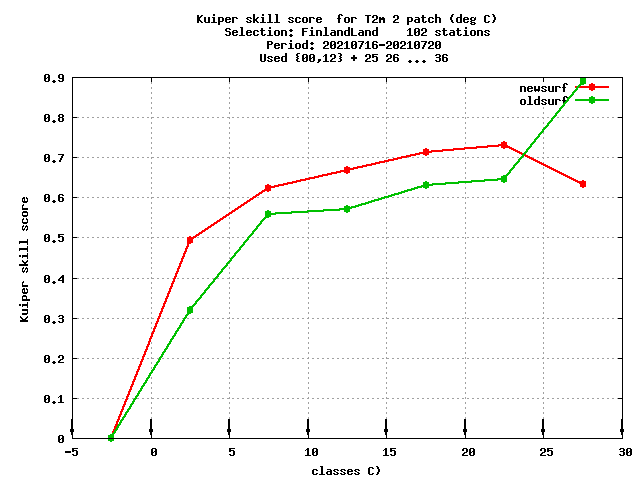 Kuiper skill score  for T2m 2 patch (deg C)
Selection: FinlandLand    102 stations
Period: 20210716-20210720
Used {00,12} + 25 26 ... 36
newsurf
oldsurf
0.9
0.8
0.7
0.6
0.5
0.4
0.3
0.2
0.1
0
Kuiper skill score
-5 0 5 10 15 20 25 30
classes C)